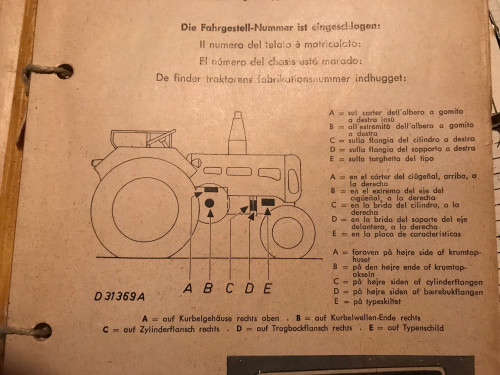 Die Fahrgestell-Nummer ist eingeschlagen:
Il numero del telaio è matricolato:
El número del chasis está marado:
De finder traktorens fabrikationsnummer indhugget:
A = sul carter dell'albero a gomito
a destra insù
B = all'estremità dell'albero a gomito
a destra
C = sulla flangia del cilindro a destra
D = sulla flangia del sopporto a destra
E = sulla targhetta del tipo
A = en el cárter del cigüeñal, arriba, a
la derecha
B = en el extremo del eje del
cigüeñal, a la derecha
C = en la brida del cilindro, a la
derecha
D = en la brida del soporte del eje
delantero, a la derecha
E = en la placa de características
A = foroven på højre side af krumtap-
huset
B = på den højre ende af krumtap-
akseln
C = på højre siden af cylinderflangen
D = på højre siden af bærebukflangen
E = på typeskiltet
A B C D E
D 31369A
A = auf Kurbelgehäuse rechts oben . B = auf Kurbelwellen-Ende rechts
C = auf Zylinderflansch rechts . D = auf Tragbockflansch rechts . E = auf Typenschild